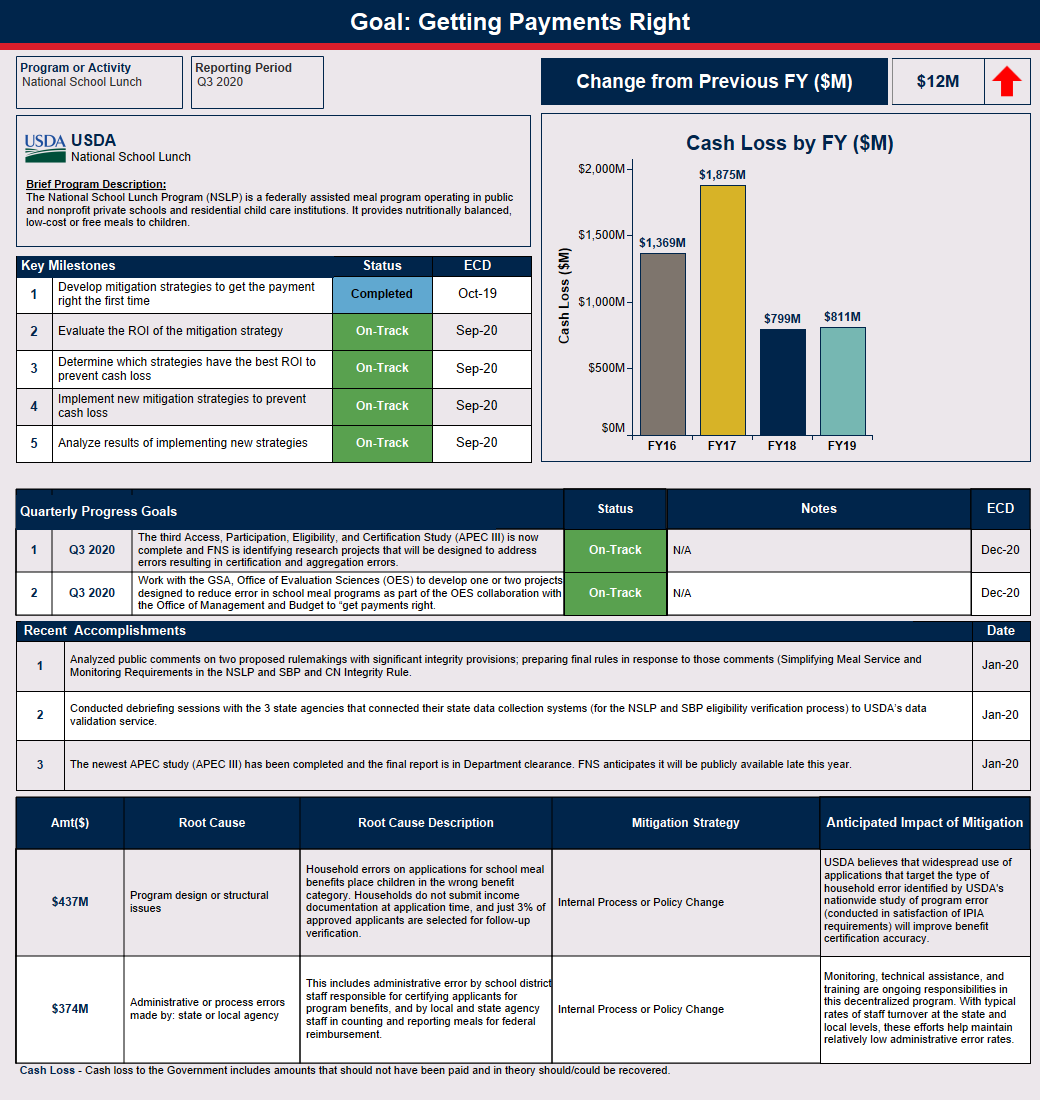 Goal: Getting Payments Right
Program or Activity
National School Lunch
Reporting Period
Q3 2020
Change from Previous FY ($M)
$12M
USDA
USDA
National School Lunch
Brief Program Description:
The National School Lunch Program (NSLP) is a federally assisted meal program operating in public
and nonprofit private schools and residential child care institutions. It provides nutritionally balanced,
low-cost or free meals to children.
Key Milestones
Status
ECD
1
Develop mitigation strategies to get the payment
right the first time
Completed
Oct-19
2
Evaluate the ROI of the mitigation strategy
On-Track
Sep-20
3
Determine which strategies have the best ROI to
prevent cash loss
On-Track
Sep-20
4
Implement new mitigation strategies to prevent
cash loss
On-Track
Sep-20
5
Analyze results of implementing new strategies
On-Track
Sep-20
Cash Loss by FY ($M)
Cash Loss ($M)
$2,000M
$1,500M
$1,000M
$500M
$0M
$1,369M
$1,875M
$799M
$811M
FY16
FY17
FY18
FY19
Quarterly Progress Goals
Status
Notes
ECD
1
Q3 2020
The third Access, Participation, Eligibility, and Certification Study (APEC III) is now
complete and FNS is identifying research projects that will be designed to address
errors resulting in certification and aggregation errors.
On-Track
N/A
Dec-20
2
Q3 2020
Work with the GSA, Office of Evaluation Sciences (OES) to develop one or two projects
designed to reduce error in school meal programs as part of the OES collaboration with
the Office of Management and Budget to “get payments right.
On-Track
N/A
Dec-20
Recent Accomplishments
Date
1
Analyzed public comments on two proposed rulemakings with significant integrity provisions; preparing final rules in response to those comments (Simplifying Meal Service and
Monitoring Requirements in the NSLP and SBP and CN Integrity Rule.
Jan-20
2
Conducted debriefing sessions with the 3 state agencies that connected their state data collection systems (for the NSLP and SBP eligibility verification process) to USDA's data
validation service.
Jan-20
3
The newest APEC study (APEC III) has been completed and the final report is in Department clearance. FNS anticipates it will be publicly available late this year.
Jan-20
Amt($)
Root Cause
Root Cause Description
Mitigation Strategy
Anticipated Impact of Mitigation
$437M
Program design or structural
issues
Household errors on applications for school meal
benefits place children in the wrong benefit
category. Households do not submit income
documentation at application time, and just 3% of
approved applicants are selected for follow-up
verification.
Internal Process or Policy Change
USDA believes that widespread use of
applications that target the type of
household error identified by USDA's
nationwide study of program error
(conducted in satisfaction of IPIA
requirements) will improve benefit
certification accuracy.
$374M
Administrative or process errors
made by: state or local agency
This includes administrative error by school district
staff responsible for certifying applicants for
program benefits, and by local and state agency
staff in counting and reporting meals for federal
reimbursement.
Internal Process or Policy Change
Monitoring, technical assistance, and
training are ongoing responsibilities in
this decentralized program. With typical
rates of staff turnover at the state and
local levels, these efforts help maintain
relatively low administrative error rates.
Cash Loss - Cash loss to the Government includes amounts that should not have been paid and in theory should/could be recovered.